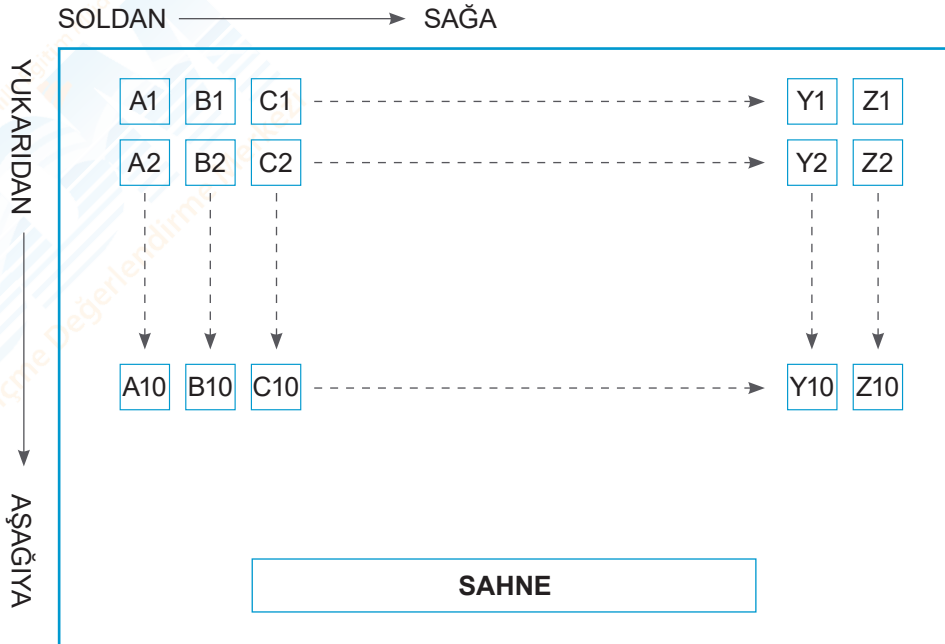 SOLDAN SAĞA
YUKARIDAN AŞAĞIYA
A1 B1 C1 Y1 Z1
A2 B2 C2 Y2 Z2
A10 B10 C10 Y10 Z10
SAHNE